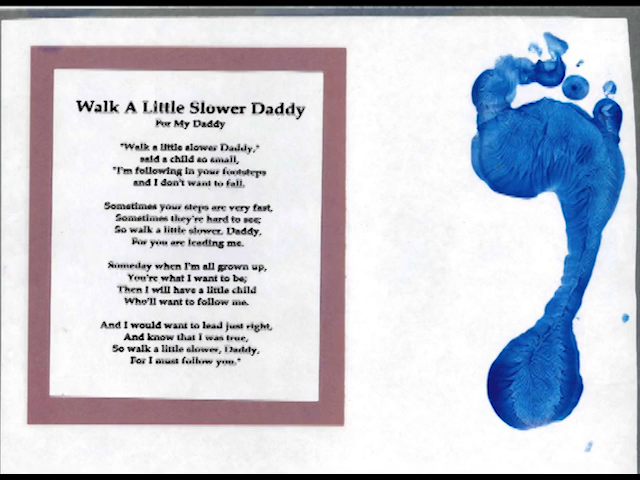 Walk A Little Slower Daddy
For My Daddy
"Walk a little slower Daddy,"
said a child so small,
"I'm following in your footsteps
and I don't want to fall.
Sometimes your steps are very fast,
Sometimes they're hard to see;
So walk a little slower, Daddy,
For you are leading me.
Someday when I'm all grown up,
You're what I want to be;
Then I will have a little child
Who'll want to follow me.
And I would want to lead just right,
And know that I was true,
So walk a little slower, Daddy,
For I must follow you."